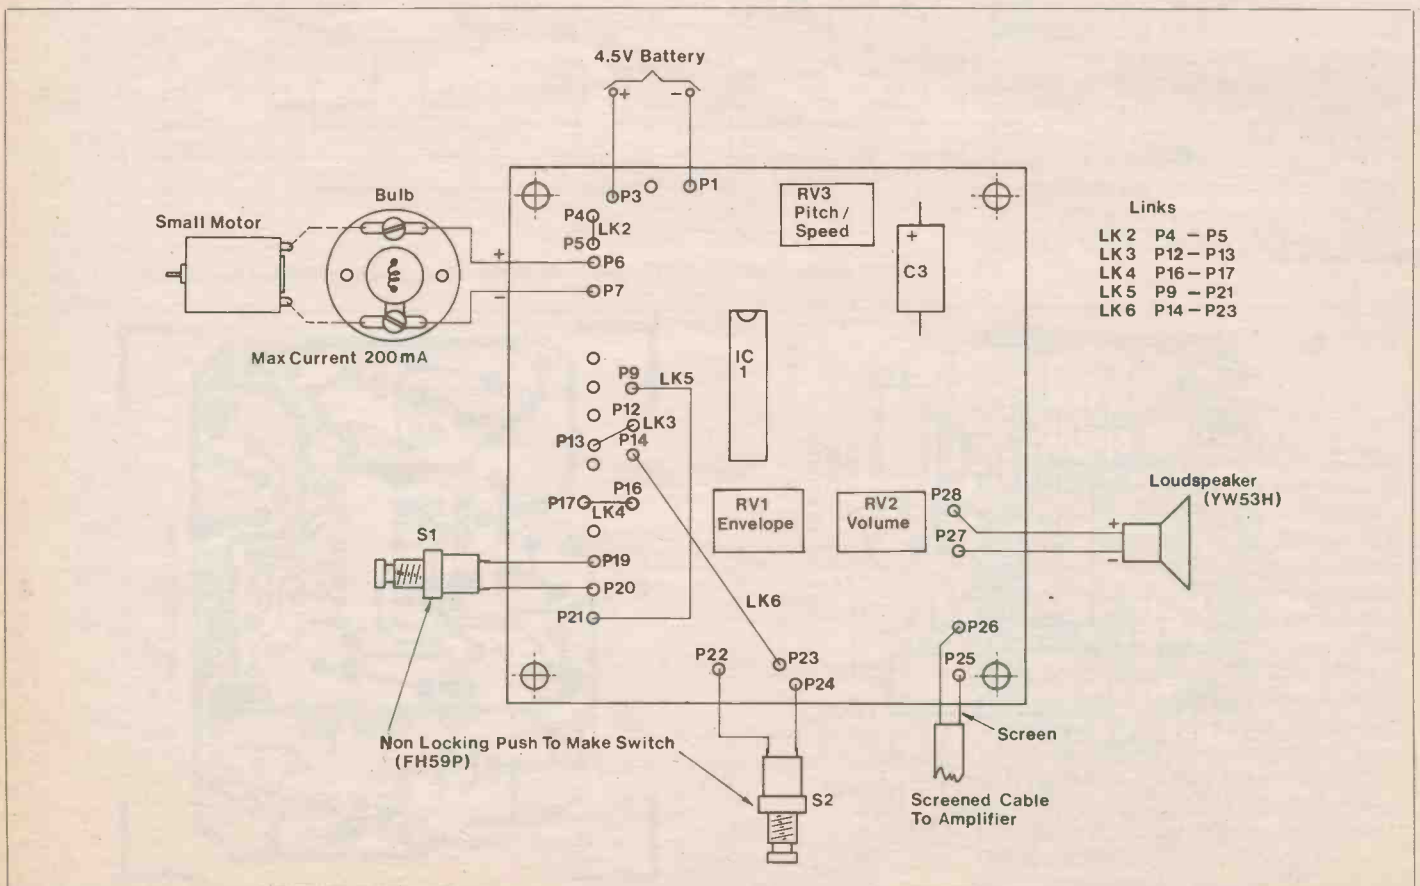 4.5V Battery
+ −
P3
P1
Bulb
Small Motor
P4
LK2
P5
+
P6
−
P7
Max Current 200mA
RV3
Pitch/
Speed
+
C3
Links
LK2 P4 – P5
LK3 P12 – P13
LK4 P16 – P17
LK5 P9 – P21
LK6 P14 – P23
IC
1
P9
LK5
P12
LK3
P13
P14
P16
P17
LK4
RV1
Envelope
RV2
Volume
P28
P27
Loudspeaker
(YW53H)
+
−
S1
P19
P20
P21
LK6
P22
P23
P24
P26
P25
Screen
Non Locking Push To Make Switch
(FH59P)
S2
Screened Cable
To Amplifier